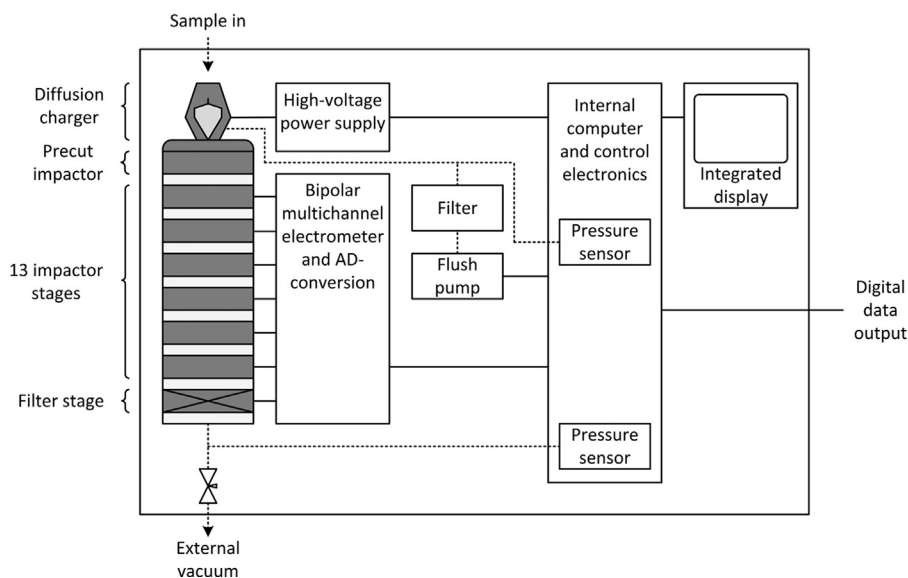 Sample in
Diffusion
charger
Precut
impactor
13 impactor
stages
Filter stage
High-voltage
power supply
Bipolar
multichannel
electrometer
and AD-
conversion
Filter
Flush
pump
Internal
computer
and control
electronics
Pressure
sensor
Pressure
sensor
Integrated
display
Digital
data
output
External
vacuum